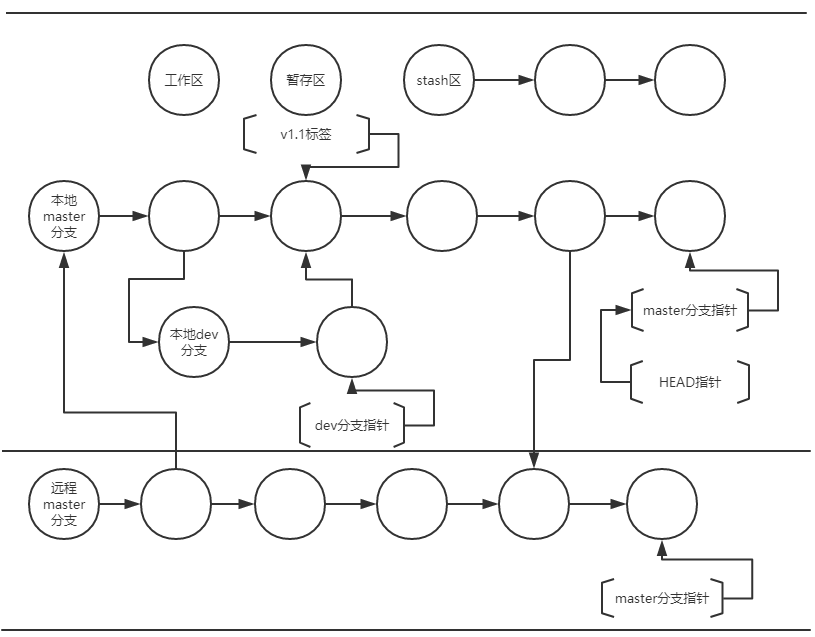 工作区
暂存区
stash区
v1.1标签
本地
master
分支
master分支指针
本地dev
分支
HEAD指针
dev分支指针
远程
master
分支
master分支指针